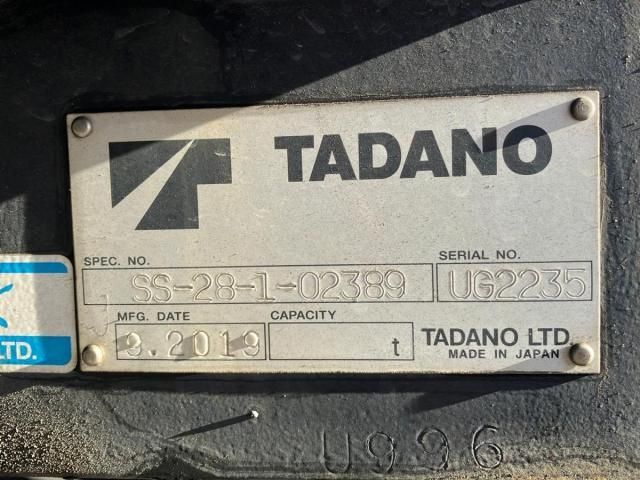 TADANO
SPEC. NO.
SERIAL NO.
SS-28-1-02389
UG2235
MFG. DATE
CAPACITY
9.2019
t
TADANO LTD.
MADE IN JAPAN
LTD.
U996